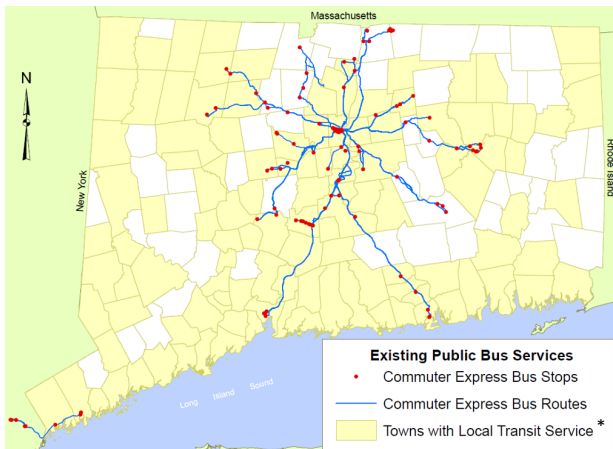 Massachusetts
N
New York
Rhode Island
Long Island Sound
Existing Public Bus Services
Commuter Express Bus Stops
Commuter Express Bus Routes
Towns with Local Transit Service *